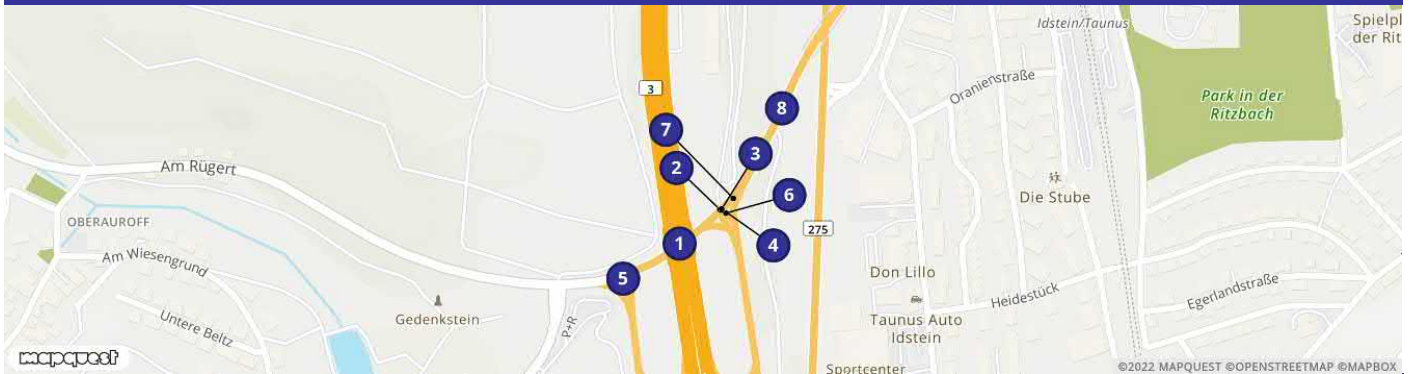 Idstein/Taunus
Spielpl
der Rit
3
8
Oranienstraße
Park in der
Ritzbach
7
3
Am Rügert
2
Die Stube
6
OBERAUROFF
275
1
4
Am Wiesengrund
5
Don Lillo
Heidestück
Egerlandstraße
Gedenkstein
Untere Beltz
P+R
Taunus Auto
Idstein
mapquest
Sportcenter
©2022 MAPQUEST ©OPENSTREETMAP ©MAPBOX